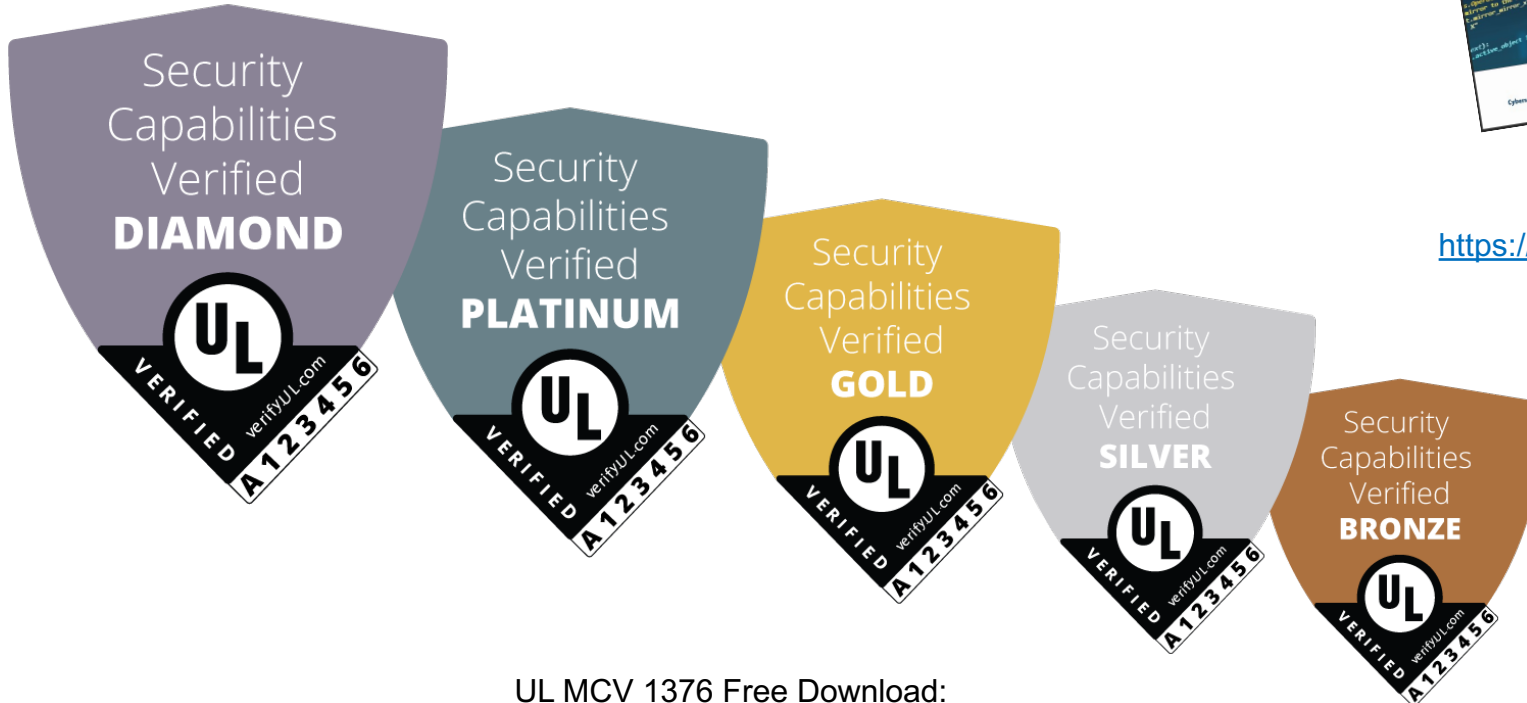 Security
Capabilities
Verified
DIAMOND
UL
VERIFIED
verifyUL.com
A123456
Security
Capabilities
Verified
PLATINUM
UL
VERIFIED
verifyUL.com
A123456
Security
Capabilities
Verified
GOLD
UL
VERIFIED
verifyUL.com
A123456
Security
Capabilities
Verified
SILVER
UL
VERIFIED
verifyUL.com
A123456
Security
Capabilities
Verified
BRONZE
UL
VERIFIED
verifyUL.com
A123456
https:/
UL MCV 1376 Free Download: